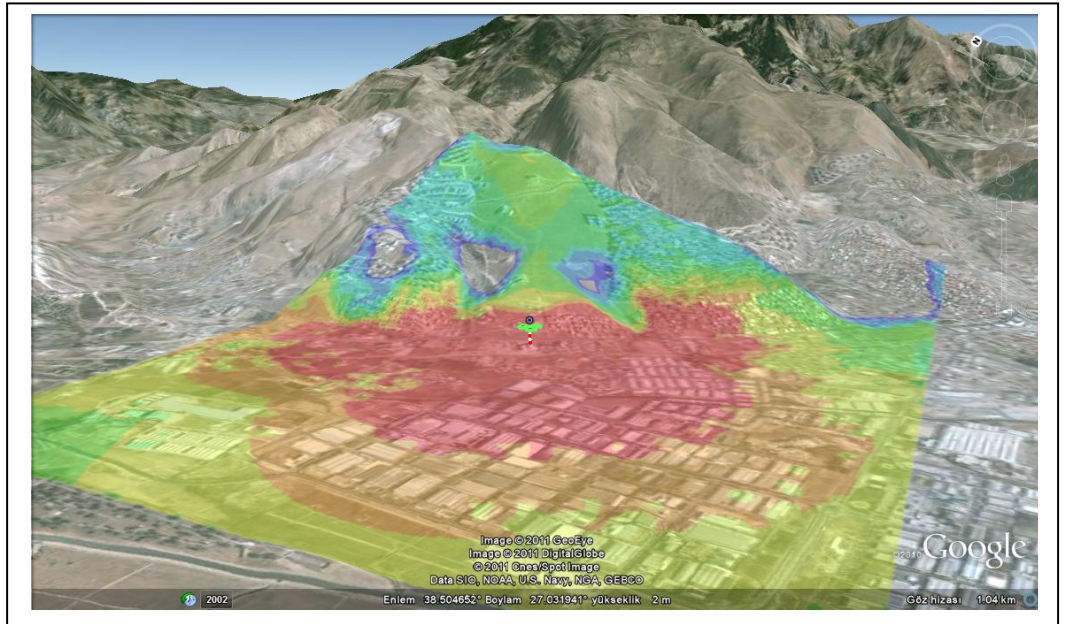 N
Image © 2011 GeoEye
Image © 2011 DigitalGlobe
© 2011 Cnes/Spot Image
Data SIO, NOAA, U.S. Navy, NGA, GEBCO
©2010 Google
2002
Enlem 38.504652° Boylam 27.031941° yükseklik 2 m
Göz hizası 1.04 km